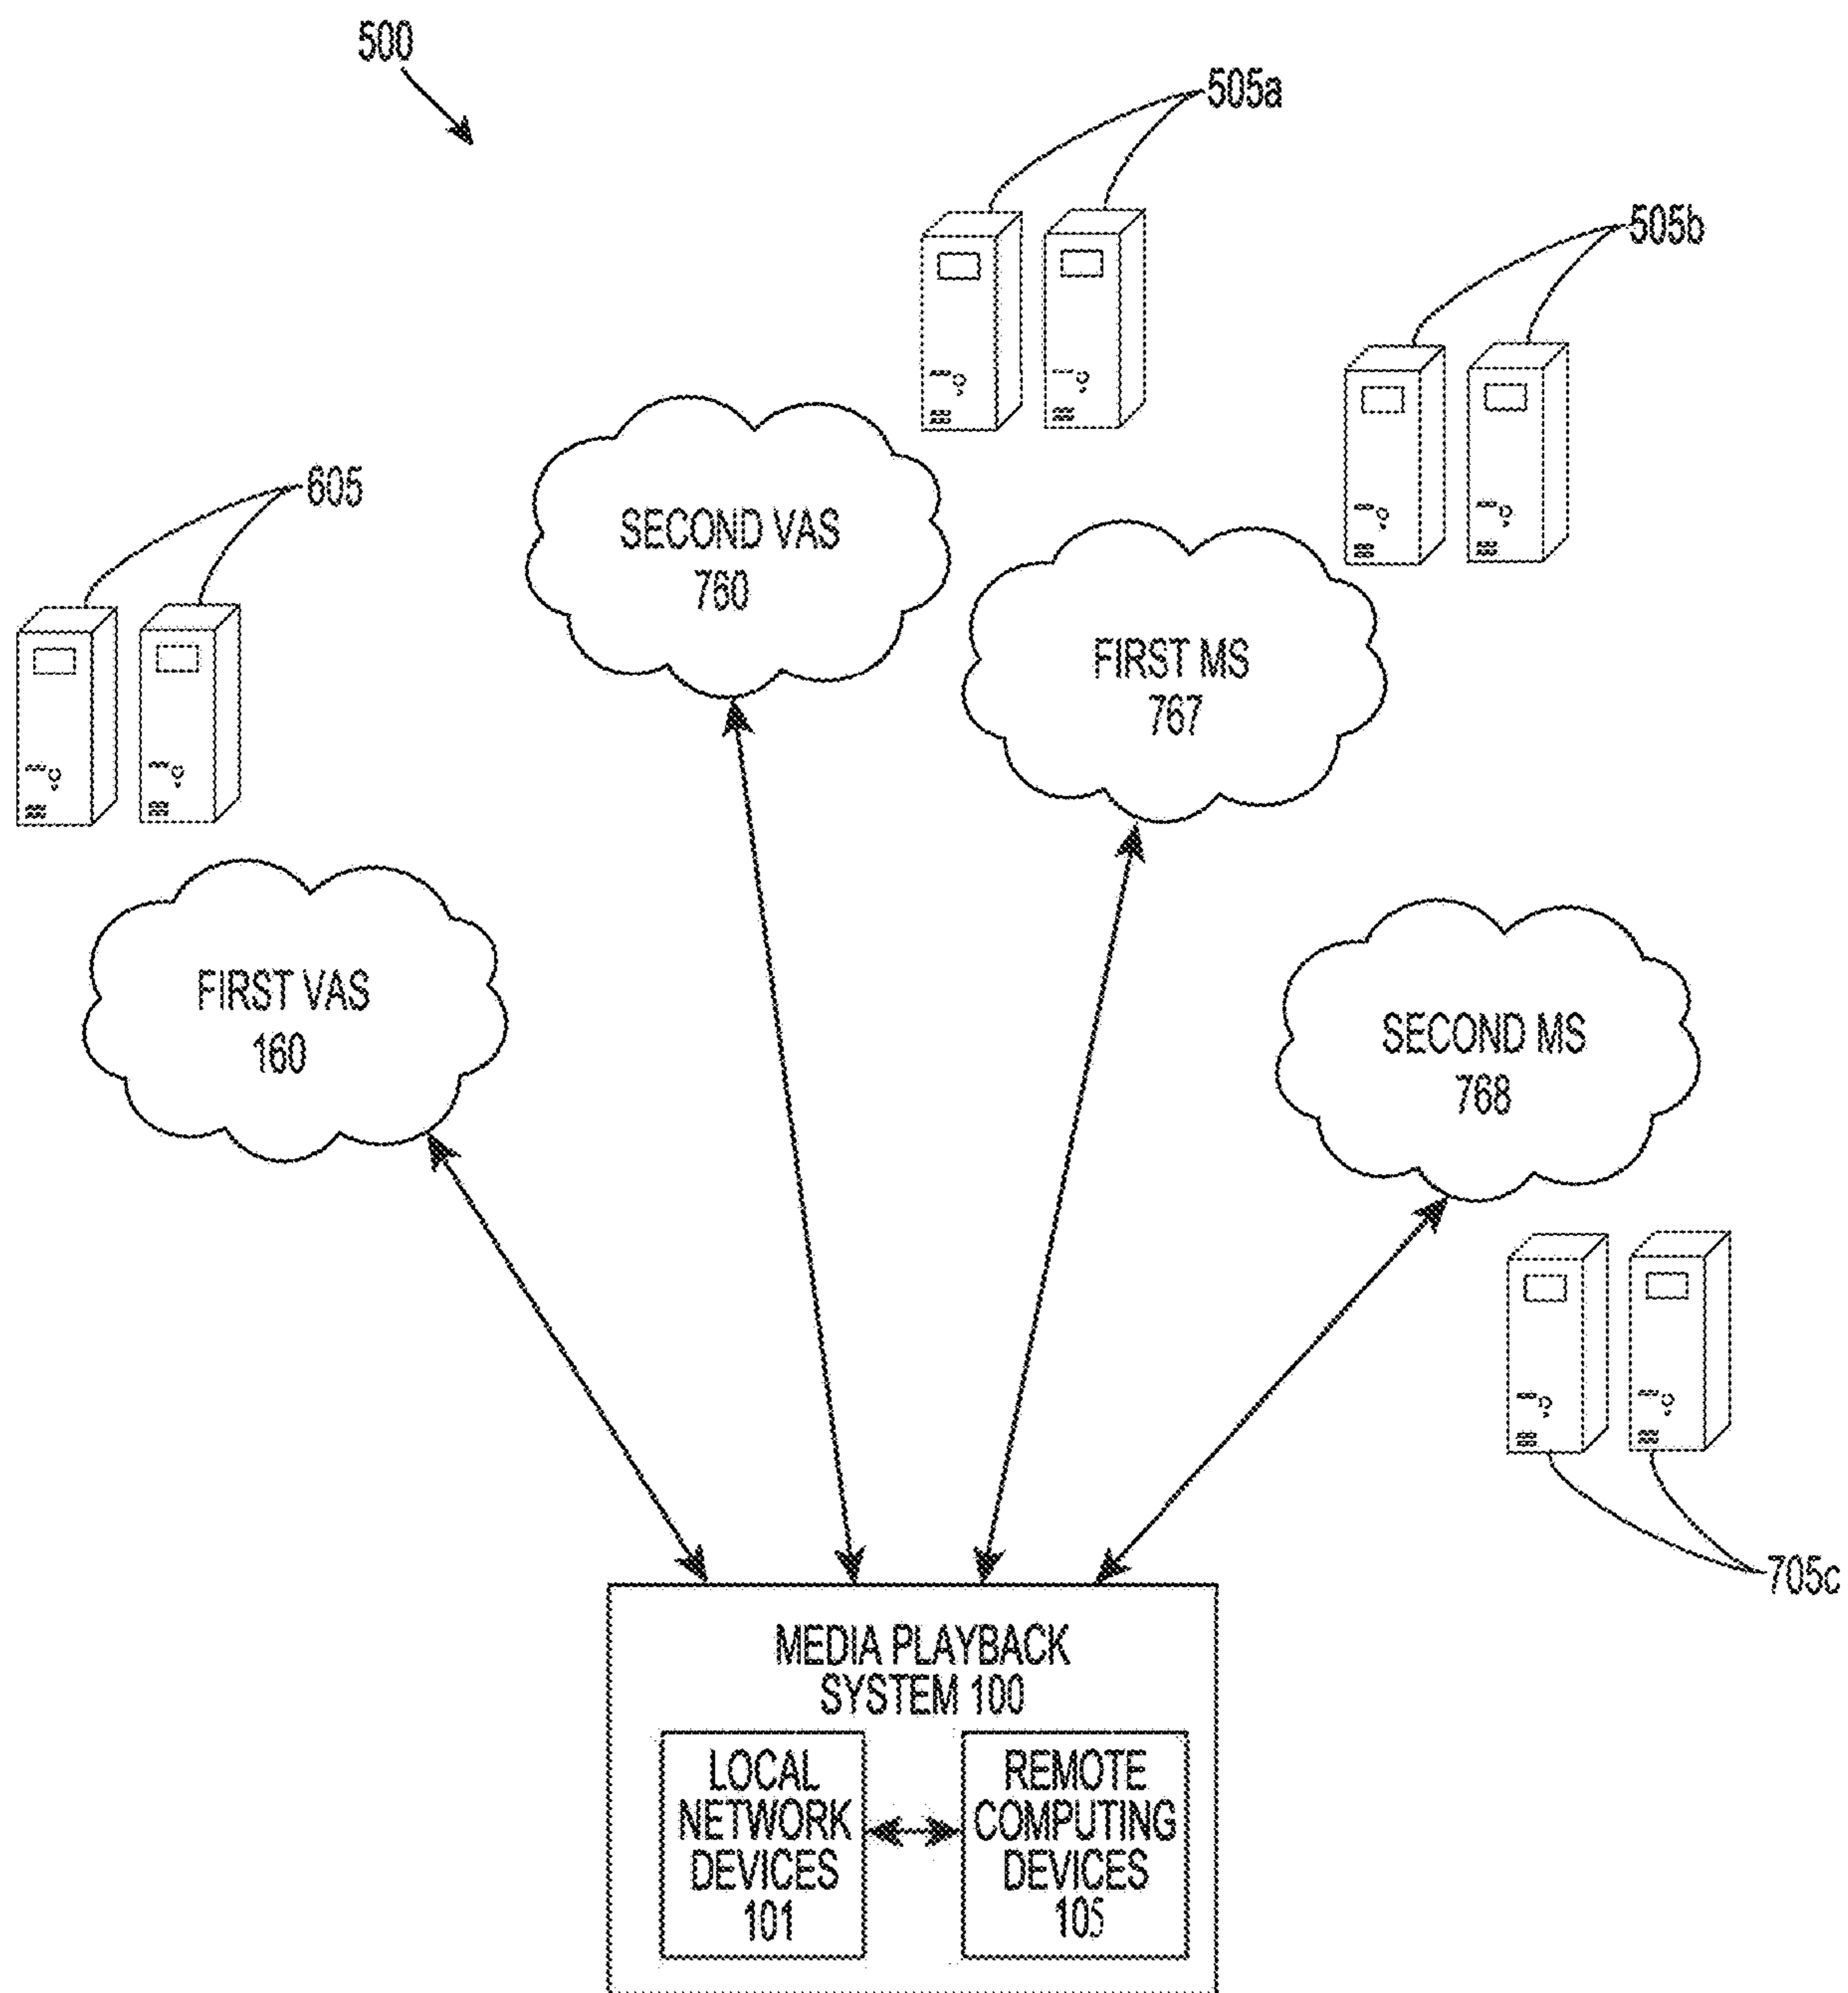 500
505a
505b
605
SECOND VAS
760
FIRST MS
767
FIRST VAS
160
SECOND MS
768
705c
MEDIA PLAYBACK
SYSTEM 100
LOCAL
NETWORK
DEVICES
101
REMOTE
COMPUTING
DEVICES
105